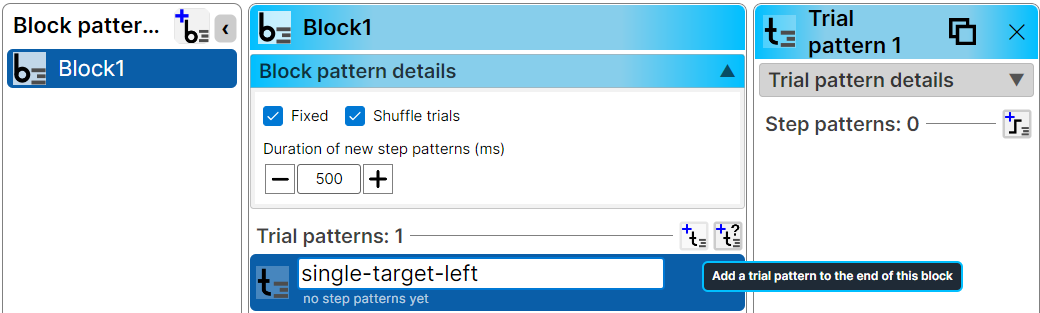 Block patter...
Block1
Block1
Block pattern details
Fixed
Shuffle trials
Duration of new step patterns (ms)
500
Trial patterns: 1
single-target-left
no step patterns yet
Add a trial pattern to the end of this block
Trial
pattern 1
Trial pattern details
Step patterns: 0